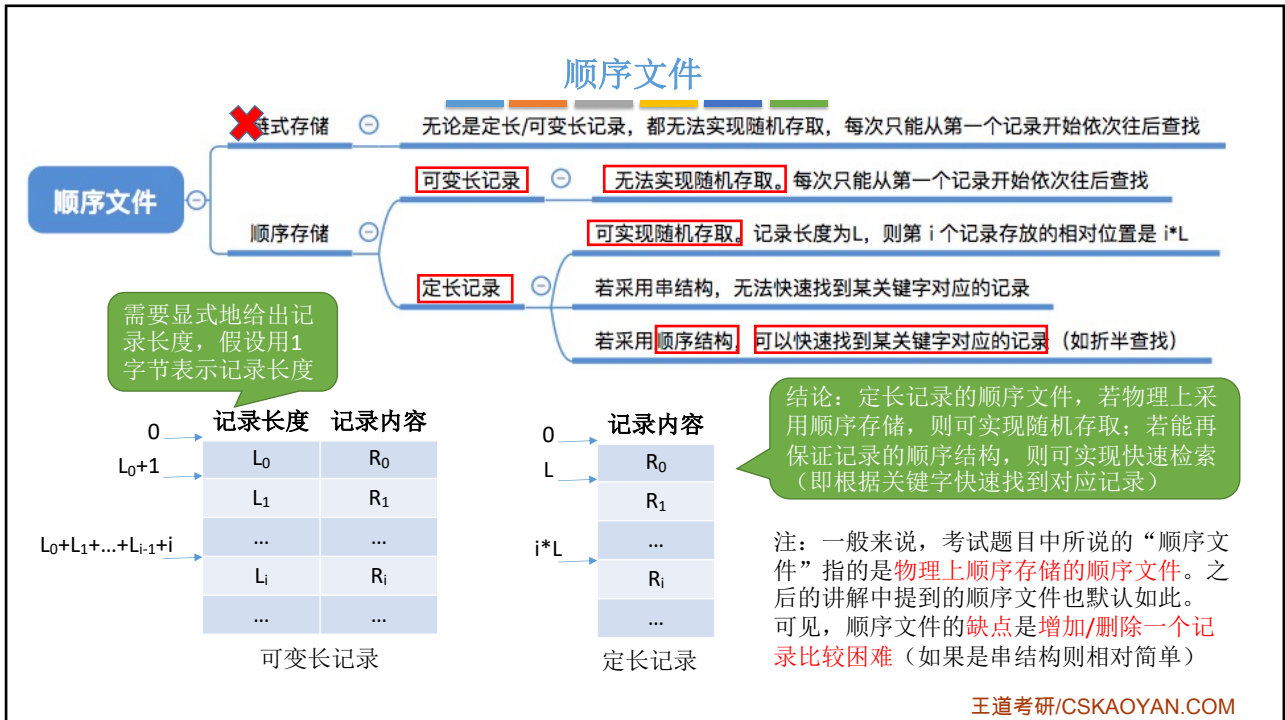 顺序文件
链式存储
无论是定长/可变长记录，都无法实现随机存取，每次只能从第一个记录开始依次往后查找
顺序文件
可变长记录
无法实现随机存取。每次只能从第一个记录开始依次往后查找
顺序存储
可实现随机存取。记录长度为L，则第 i 个记录存放的相对位置是 i*L
定长记录
若采用串结构，无法快速找到某关键字对应的记录
若采用顺序结构，可以快速找到某关键字对应的记录（如折半查找）
需要显式地给出记
录长度，假设用1
字节表示记录长度
记录长度 记录内容
0
L0 R0
L0+1
L1 R1
... ...
L0+L1+...+Li-1+i
Li Ri
... ...
可变长记录
记录内容
0
R0
L
R1
...
i*L
Ri
...
定长记录
结论：定长记录的顺序文件，若物理上采
用顺序存储，则可实现随机存取；若能再
保证记录的顺序结构，则可实现快速检索
（即根据关键字快速找到对应记录）
注：一般来说，考试题目中所说的“顺序文
件”指的是物理上顺序存储的顺序文件。之
后的讲解中提到的顺序文件也默认如此。
可见，顺序文件的缺点是增加/删除一个记
录比较困难（如果是串结构则相对简单）
王道考研/CSKAOYAN.COM